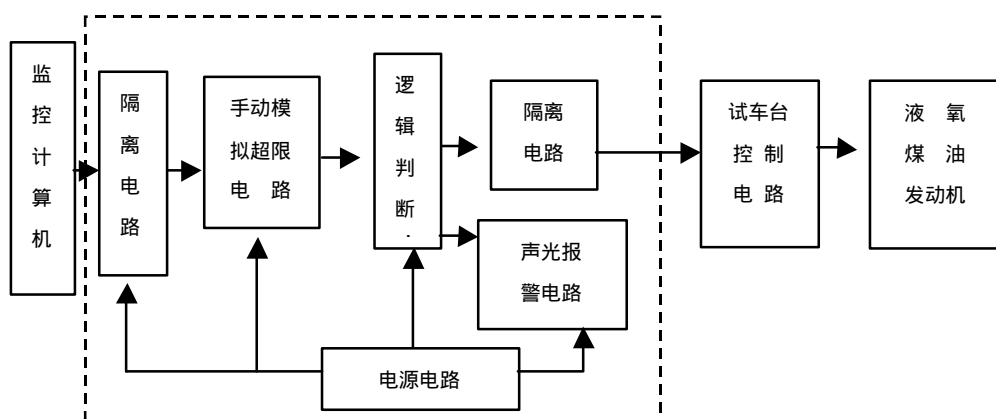 监
控
计
算
机
隔
离
电
路
手动模
拟超限
电 路
逻
辑
判
断
.
隔离
电路
声光报
警电路
电源电路
试车台
控 制
电 路
液 氧
煤 油
发动机